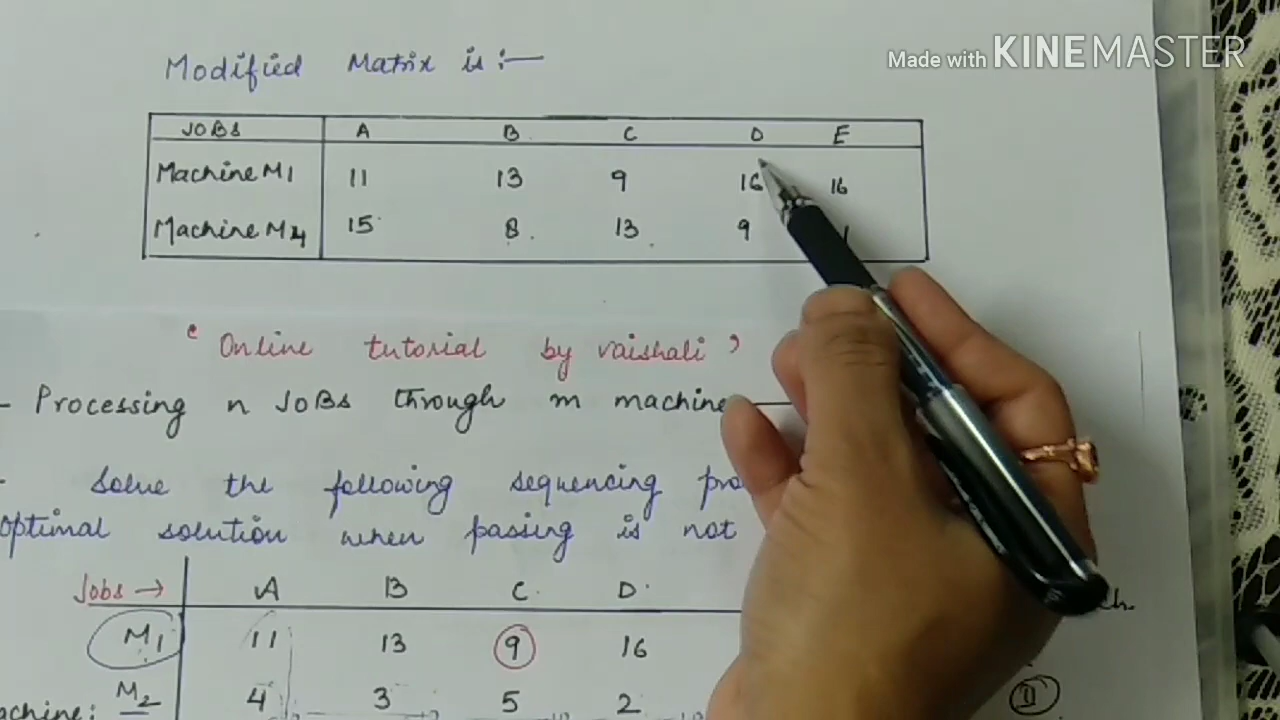 Made with KINEMASTER
Modified Matrix is :—
JOBS A B C D E
Machine M1 11 13 9 16 16
Machine M4 15 8 13 9
" Online tutorial by vaishali "
- Processing n JOBS through m machine
- Solve the following sequencing
optimal solution when passing is not
Jobs → A B C D
M1 11 13 9 16
M2 4 3 5 2